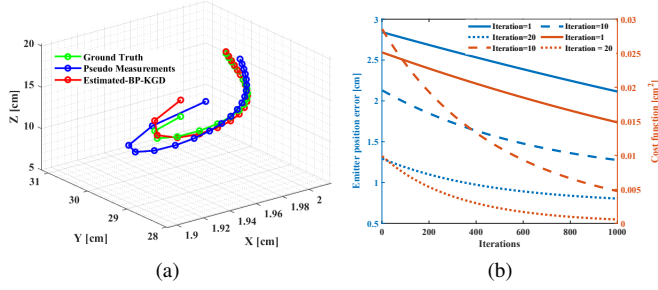 (a)
20
15
10
5
Z [cm]
Ground Truth
Pseudo Measurements
Estimated-BP-KGD
31
30
29
28
Y [cm]
1.9
1.92
1.94
1.96
1.98
2
X [cm]
(a)
(b)
3
2.5
2
1.5
1
0.5
0
Emitter position error [cm]
Iteration=1
Iteration=10
Iteration=20
Iteration=1
Iteration=10
Iteration = 20
0.03
0.025
0.02
0.015
0.01
0.005
0
Cost function [cm²]
0
200
400
600
800
1000
Iterations
(b)